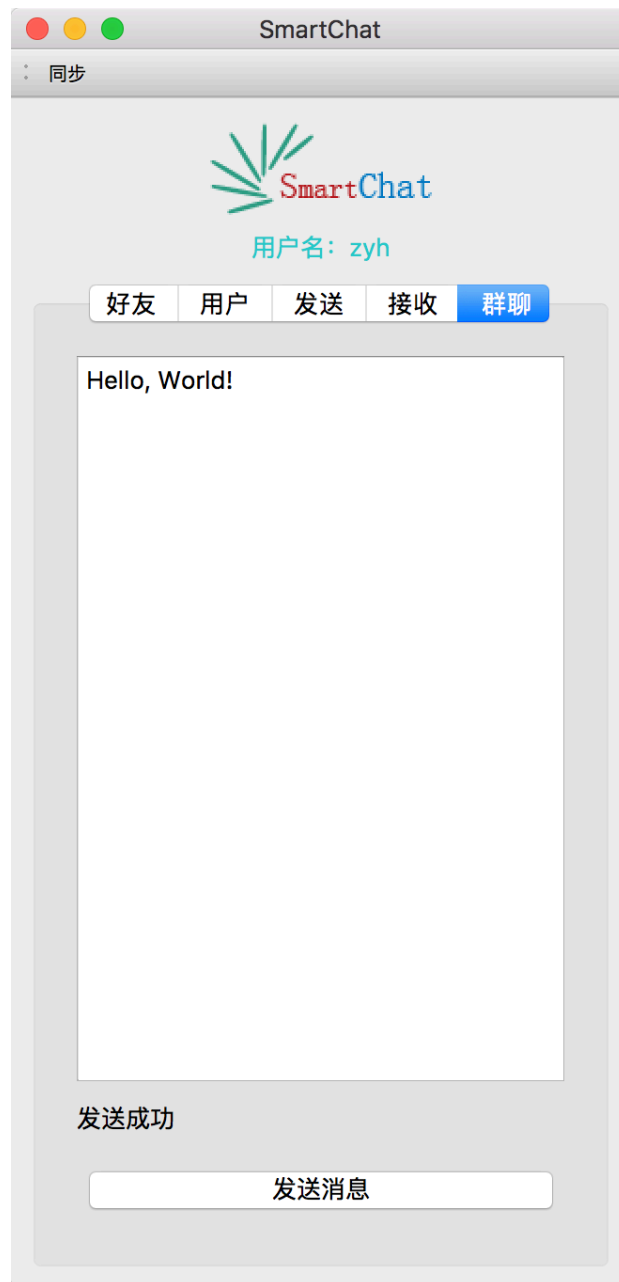 SmartChat
同步
SmartChat
用户名：zyh
好友 用户 发送 接收 群聊
Hello, World!
发送成功
发送消息